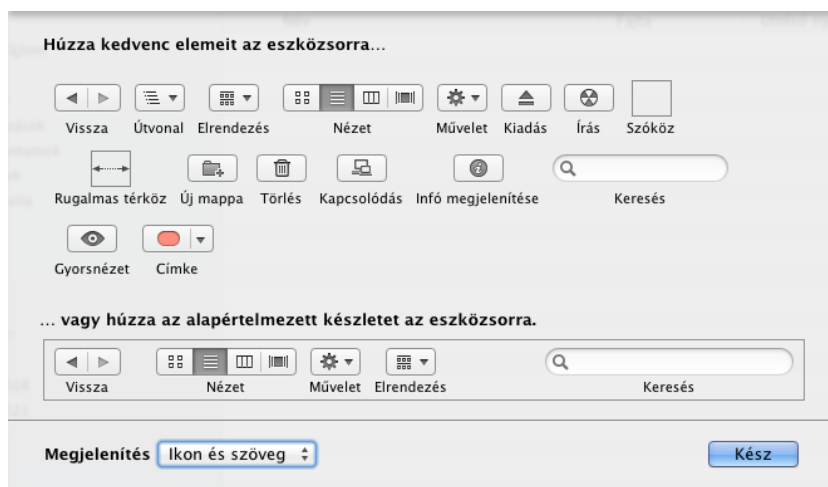 Húzza kedvenc elemeit az eszközsorra...
Vissza Útvonal Elrendezés Nézet Művelet Kiadás Írás Szóköz
Rugalmas térköz Új mappa Törlés Kapcsolódás Infó megjelenítése Keresés
Gyorsnézet Címke
... vagy húzza az alapértelmezett készletet az eszközsorra.
Vissza Nézet Művelet Elrendezés Keresés
Megjelenítés Ikon és szöveg Kész